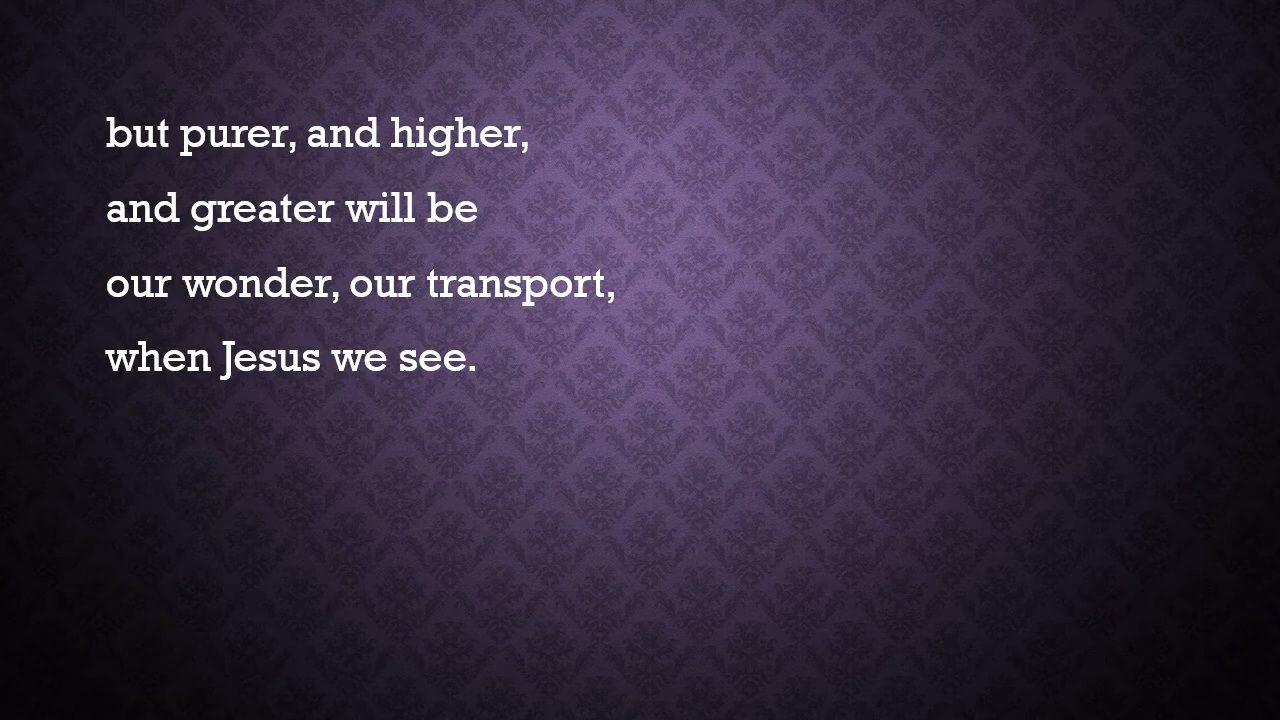 but purer, and higher,
and greater will be
our wonder, our transport,
when Jesus we see.